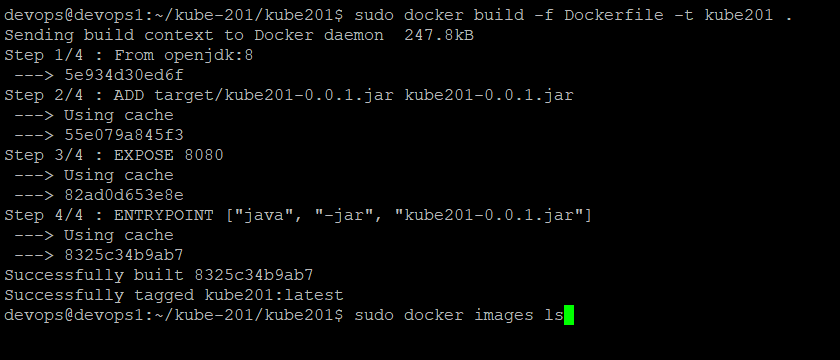 devops@devops1:~/kube-201/kube201$ sudo docker build -f Dockerfile -t kube201 .
Sending build context to Docker daemon  247.8kB
Step 1/4 : From openjdk:8
 ---> 5e934d30ed6f
Step 2/4 : ADD target/kube201-0.0.1.jar kube201-0.0.1.jar
 ---> Using cache
 ---> 55e079a845f3
Step 3/4 : EXPOSE 8080
 ---> Using cache
 ---> 82ad0d653e8e
Step 4/4 : ENTRYPOINT ["java", "-jar", "kube201-0.0.1.jar"]
 ---> Using cache
 ---> 8325c34b9ab7
Successfully built 8325c34b9ab7
Successfully tagged kube201:latest
devops@devops1:~/kube-201/kube201$ sudo docker images ls